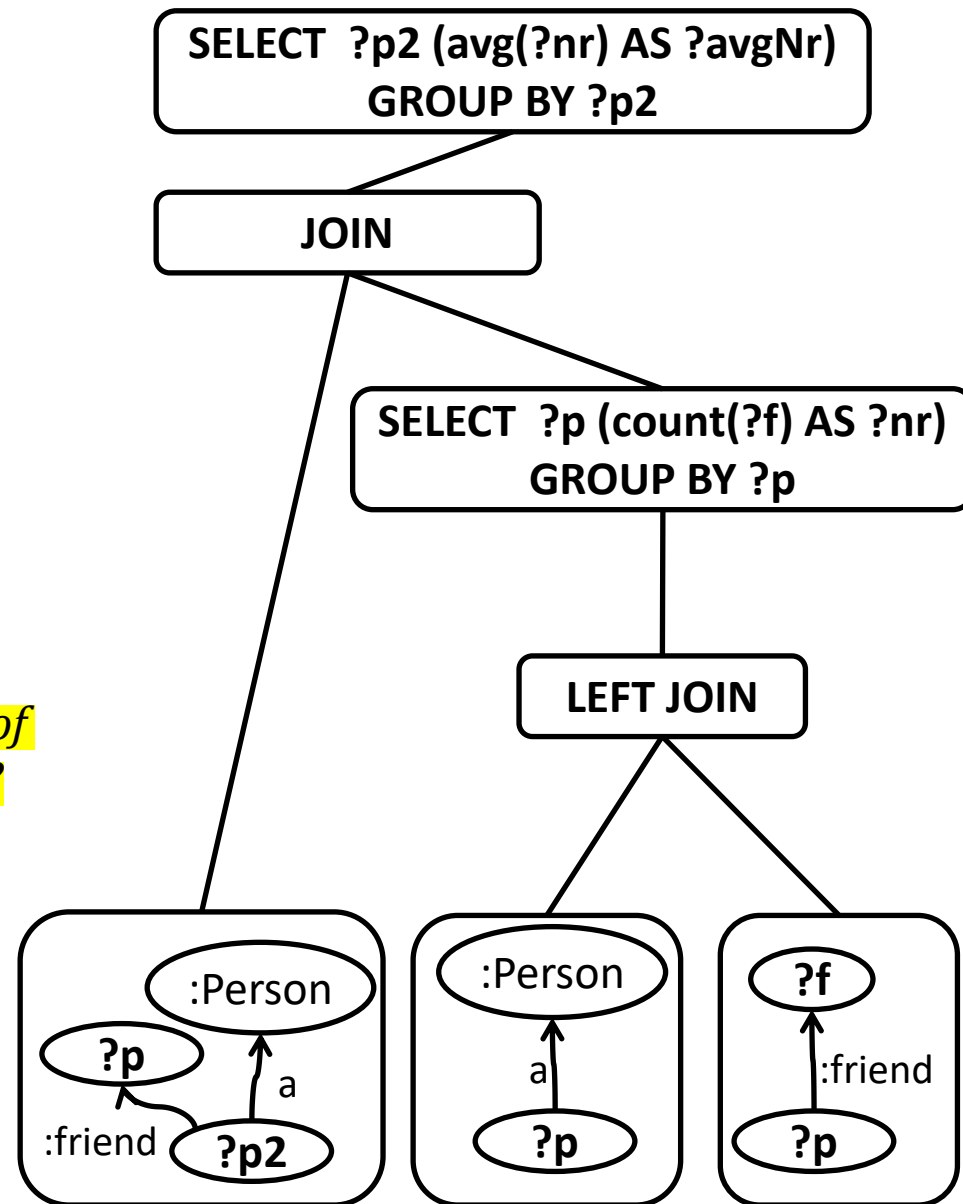 SELECT ?p2 (avg(?nr) AS ?avgNr)
GROUP BY ?p2
JOIN
SELECT ?p (count(?f) AS ?nr)
GROUP BY ?p
LEFT JOIN
of
?
:Person
?p
a
:friend
?p2
:Person
a
?p
?f
:friend
?p